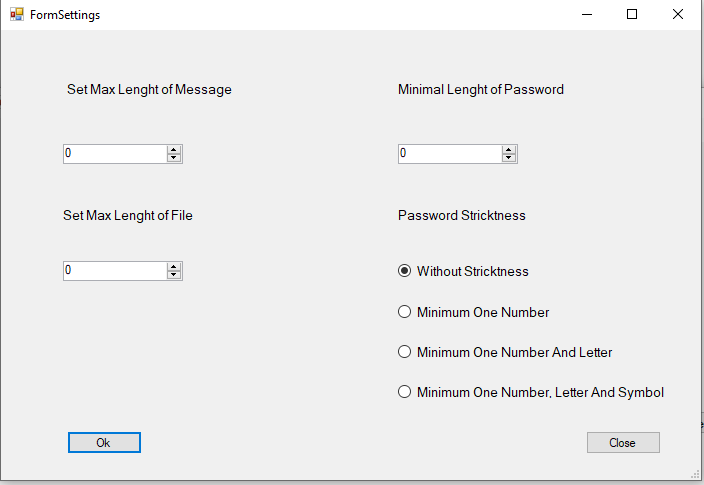 FormSettings
Set Max Lenght of Message
Minimal Lenght of Password
0
0
Set Max Lenght of File
Password Stricktness
0
Without Stricktness
Minimum One Number
Minimum One Number And Letter
Minimum One Number, Letter And Symbol
Ok
Close